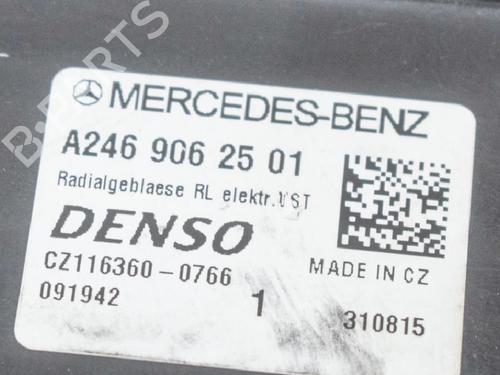 B-PARTS
MERCEDES-BENZ
A246 906 25 01
Radialgeblaese RL elektr.
DENSO
CZ116360-0766
MADE IN CZ
091942
1
310815